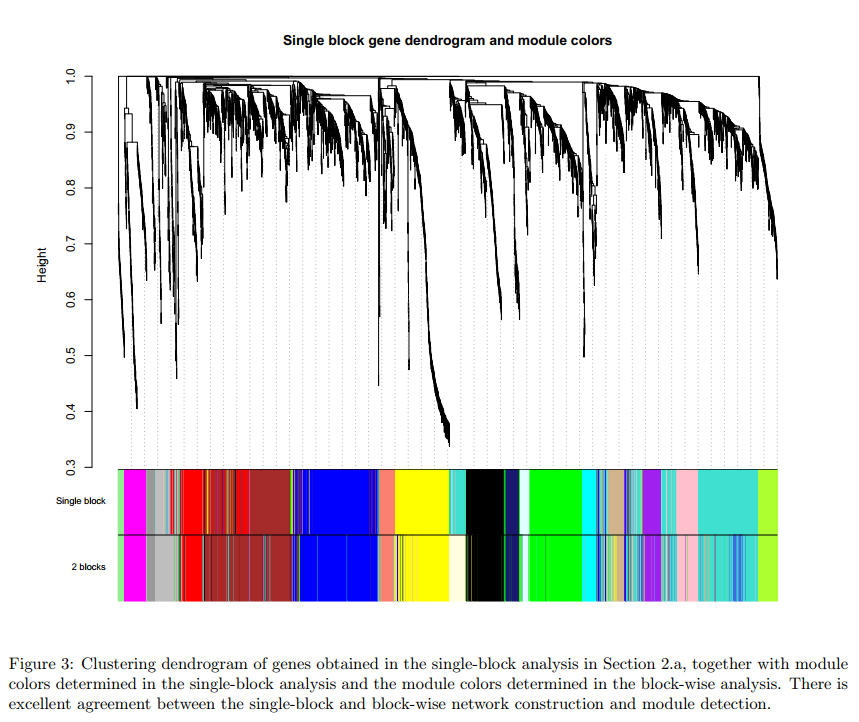 Single block gene dendrogram and module colors
1.0
0.9
0.8
0.7
0.6
0.5
0.4
0.3
Height
Single block
2 blocks
Figure 3: Clustering dendrogram of genes obtained in the single-block analysis in Section 2.a, together with module
colors determined in the single-block analysis and the module colors determined in the block-wise analysis. There is
excellent agreement between the single-block and block-wise network construction and module detection.